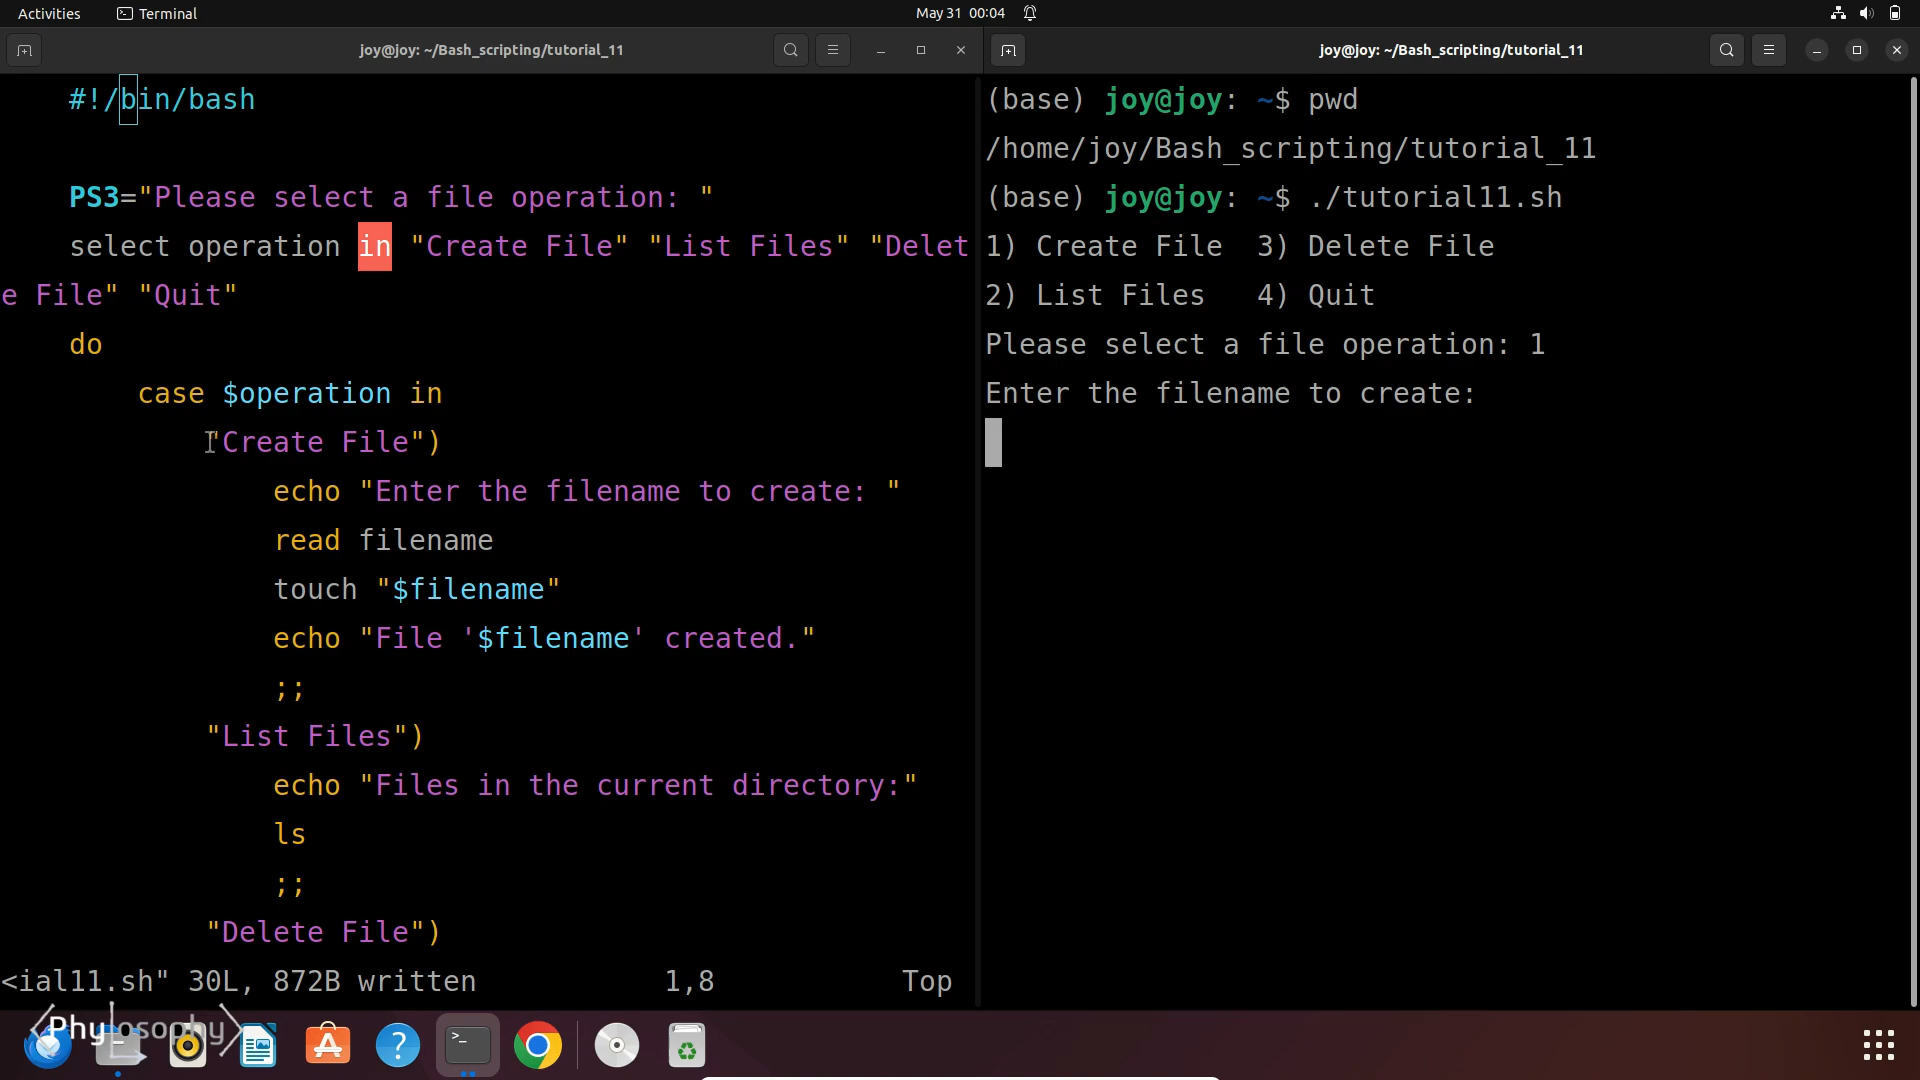 Activities Terminal May 31 00:04
joy@joy: ~/Bash_scripting/tutorial_11
#!/bin/bash
PS3="Please select a file operation: "
select operation in "Create File" "List Files" "Delet
e File" "Quit"
do
case $operation in
"Create File")
echo "Enter the filename to create: "
read filename
touch "$filename"
echo "File '$filename' created."
;;
"List Files")
echo "Files in the current directory:"
ls
;;
"Delete File")
<ial11.sh" 30L, 872B written 1,8 Top
joy@joy: ~/Bash_scripting/tutorial_11
(base) joy@joy: ~$ pwd
/home/joy/Bash_scripting/tutorial_11
(base) joy@joy: ~$ ./tutorial11.sh
1) Create File 3) Delete File
2) List Files 4) Quit
Please select a file operation: 1
Enter the filename to create:
Phylosophy